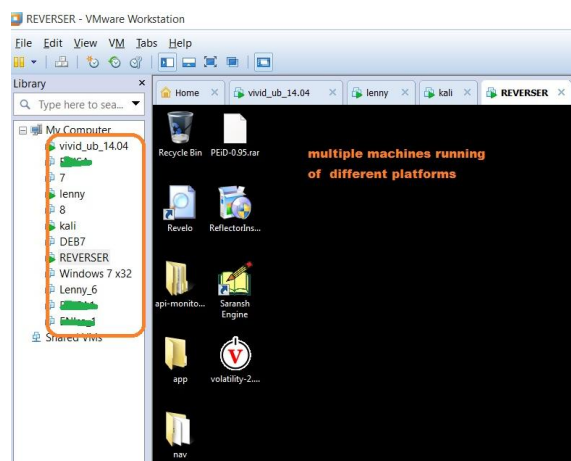 REVERSER - VMware Workstation
File Edit View VM Tabs Help
Library ×
Type here to sea...
Home × vivid_ub_14.04 × lenny × kali × REVERSER ×
My Computer
vivid_ub_14.04
7
lenny
8
kali
DEB7
REVERSER
Windows 7 x32
Lenny_6
Shared VMs
Recycle Bin PEiD-0.95.rar
multiple machines running
of different platforms
Revelo ReflectorIns...
api-monito... Saransh
Engine
app volatility-2....
nav